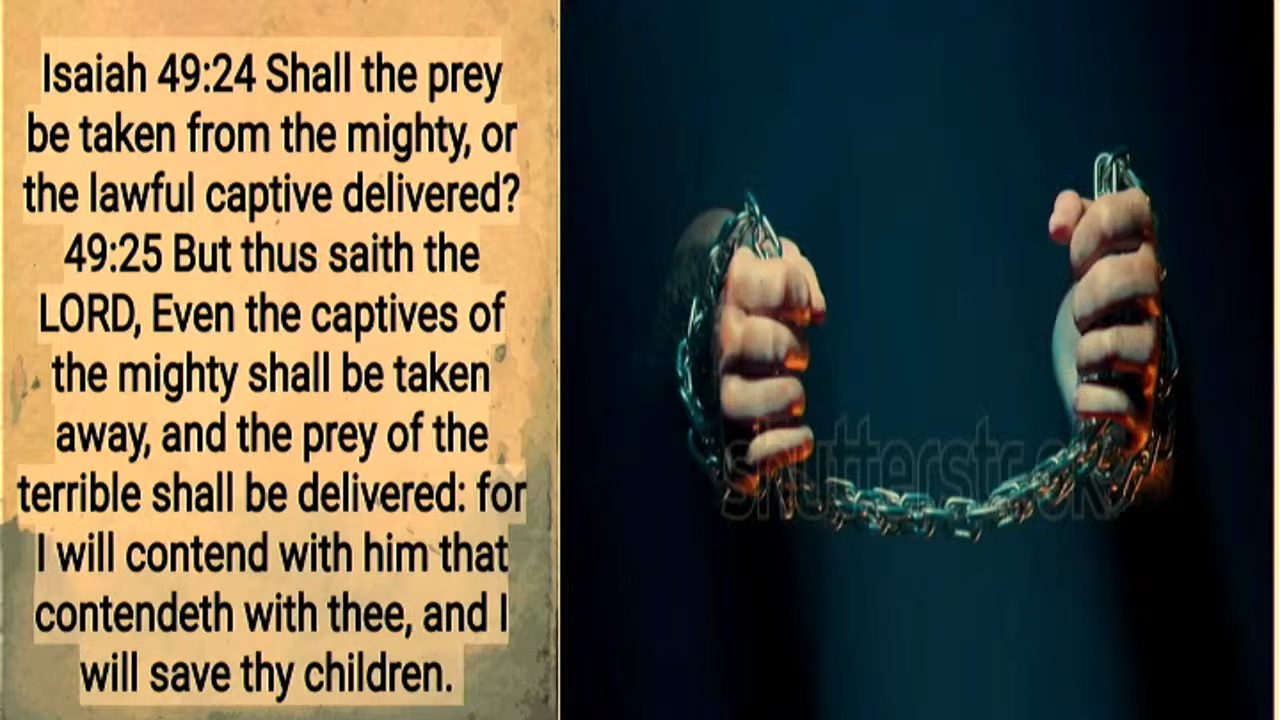 Isaiah 49:24 Shall the prey
be taken from the mighty, or
the lawful captive delivered?
49:25 But thus saith the
LORD, Even the captives of
the mighty shall be taken
away, and the prey of the
terrible shall be delivered: for
I will contend with him that
contendeth with thee, and I
will save thy children.
shutterstock